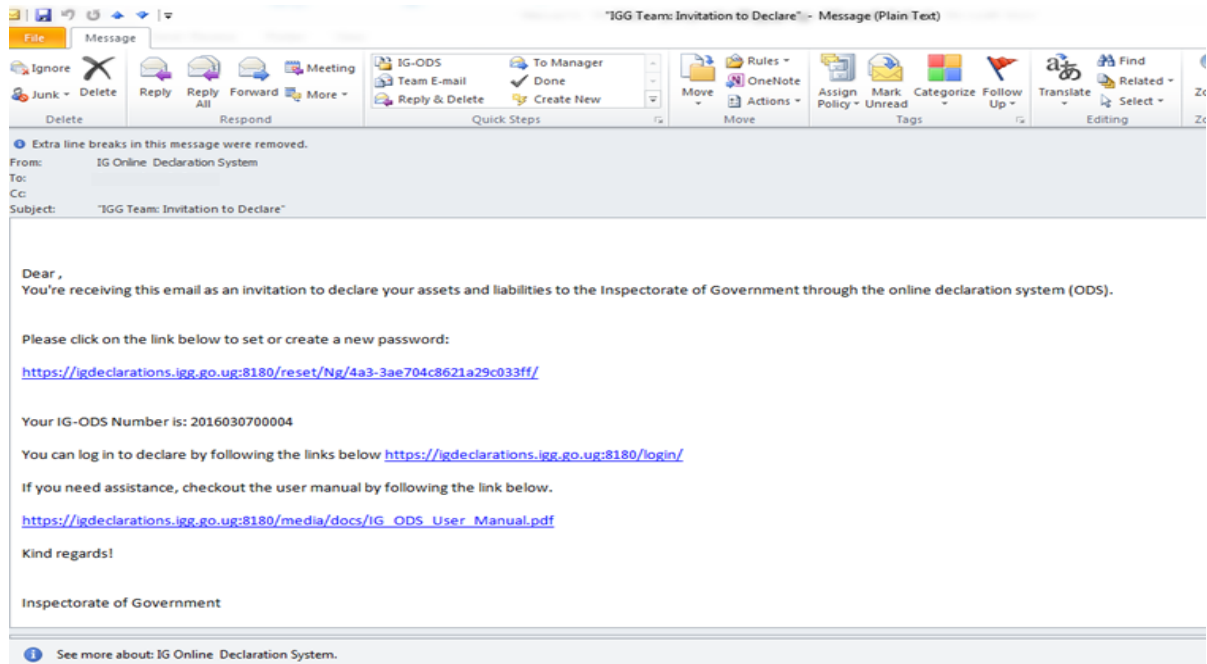 "IGG Team: Invitation to Declare" - Message (Plain Text)
File Message
Ignore
Junk
Delete
Reply
Reply All
Forward
Meeting
More
IG-ODS
Team E-mail
Reply & Delete
To Manager
Done
Create New
Move
Rules
OneNote
Actions
Assign Policy
Mark Unread
Categorize
Follow Up
Translate
Find
Related
Select
Delete Respond Quick Steps Move Tags Editing
Extra line breaks in this message were removed.
From: IG Online Declaration System
To:
Cc:
Subject: "IGG Team: Invitation to Declare"
Dear ,
You're receiving this email as an invitation to declare your assets and liabilities to the Inspectorate of Government through the online declaration system (ODS).
Please click on the link below to set or create a new password:
https://igdeclarations.igg.go.ug:8180/reset/Ng/4a3-3ae704c8621a29c033ff/
Your IG-ODS Number is: 2016030700004
You can log in to declare by following the links below https://igdeclarations.igg.go.ug:8180/login/
If you need assistance, checkout the user manual by following the link below.
https://igdeclarations.igg.go.ug:8180/media/docs/IG_ODS_User_Manual.pdf
Kind regards!
Inspectorate of Government
See more about: IG Online Declaration System.